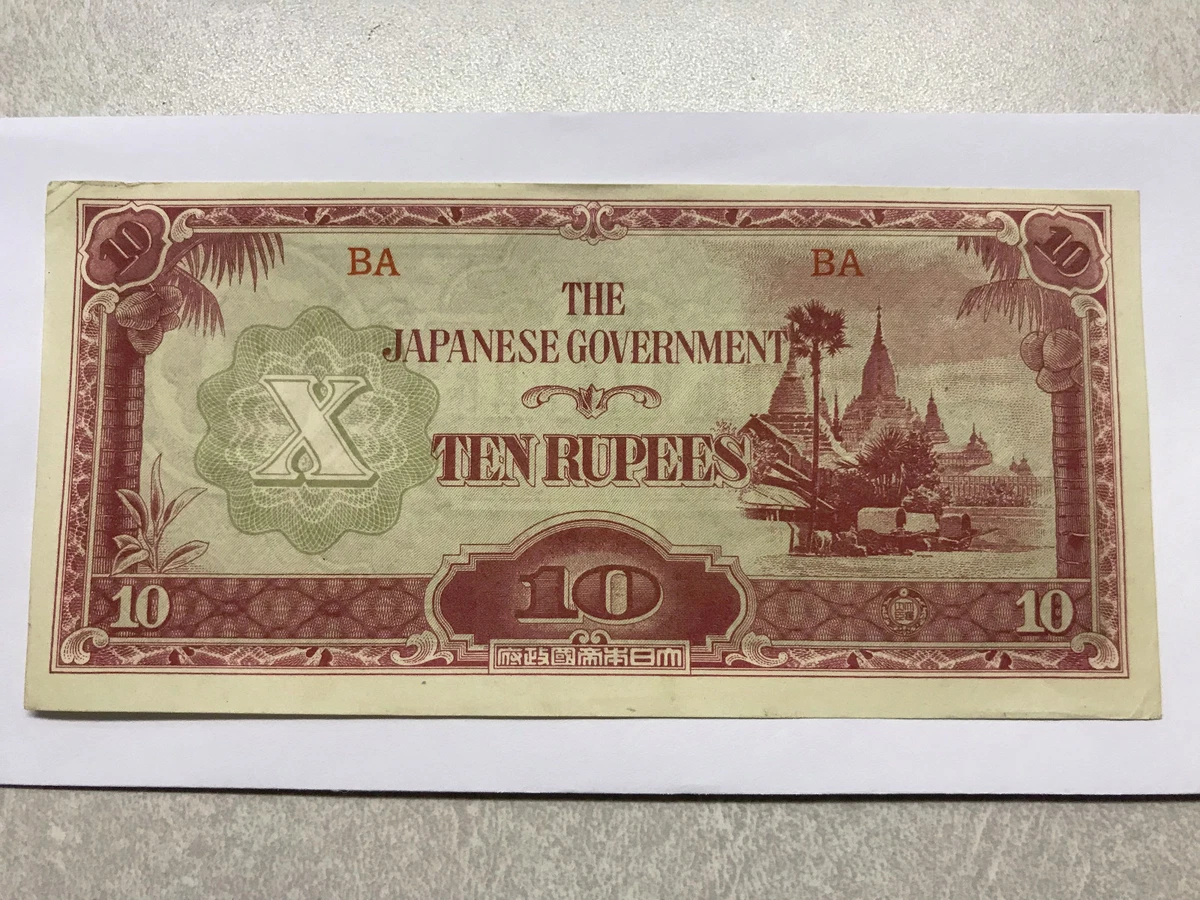 10
10
BA
BA
THE
JAPANESE GOVERNMENT
X
TEN RUPEES
10
10
10
府政國帝本日大